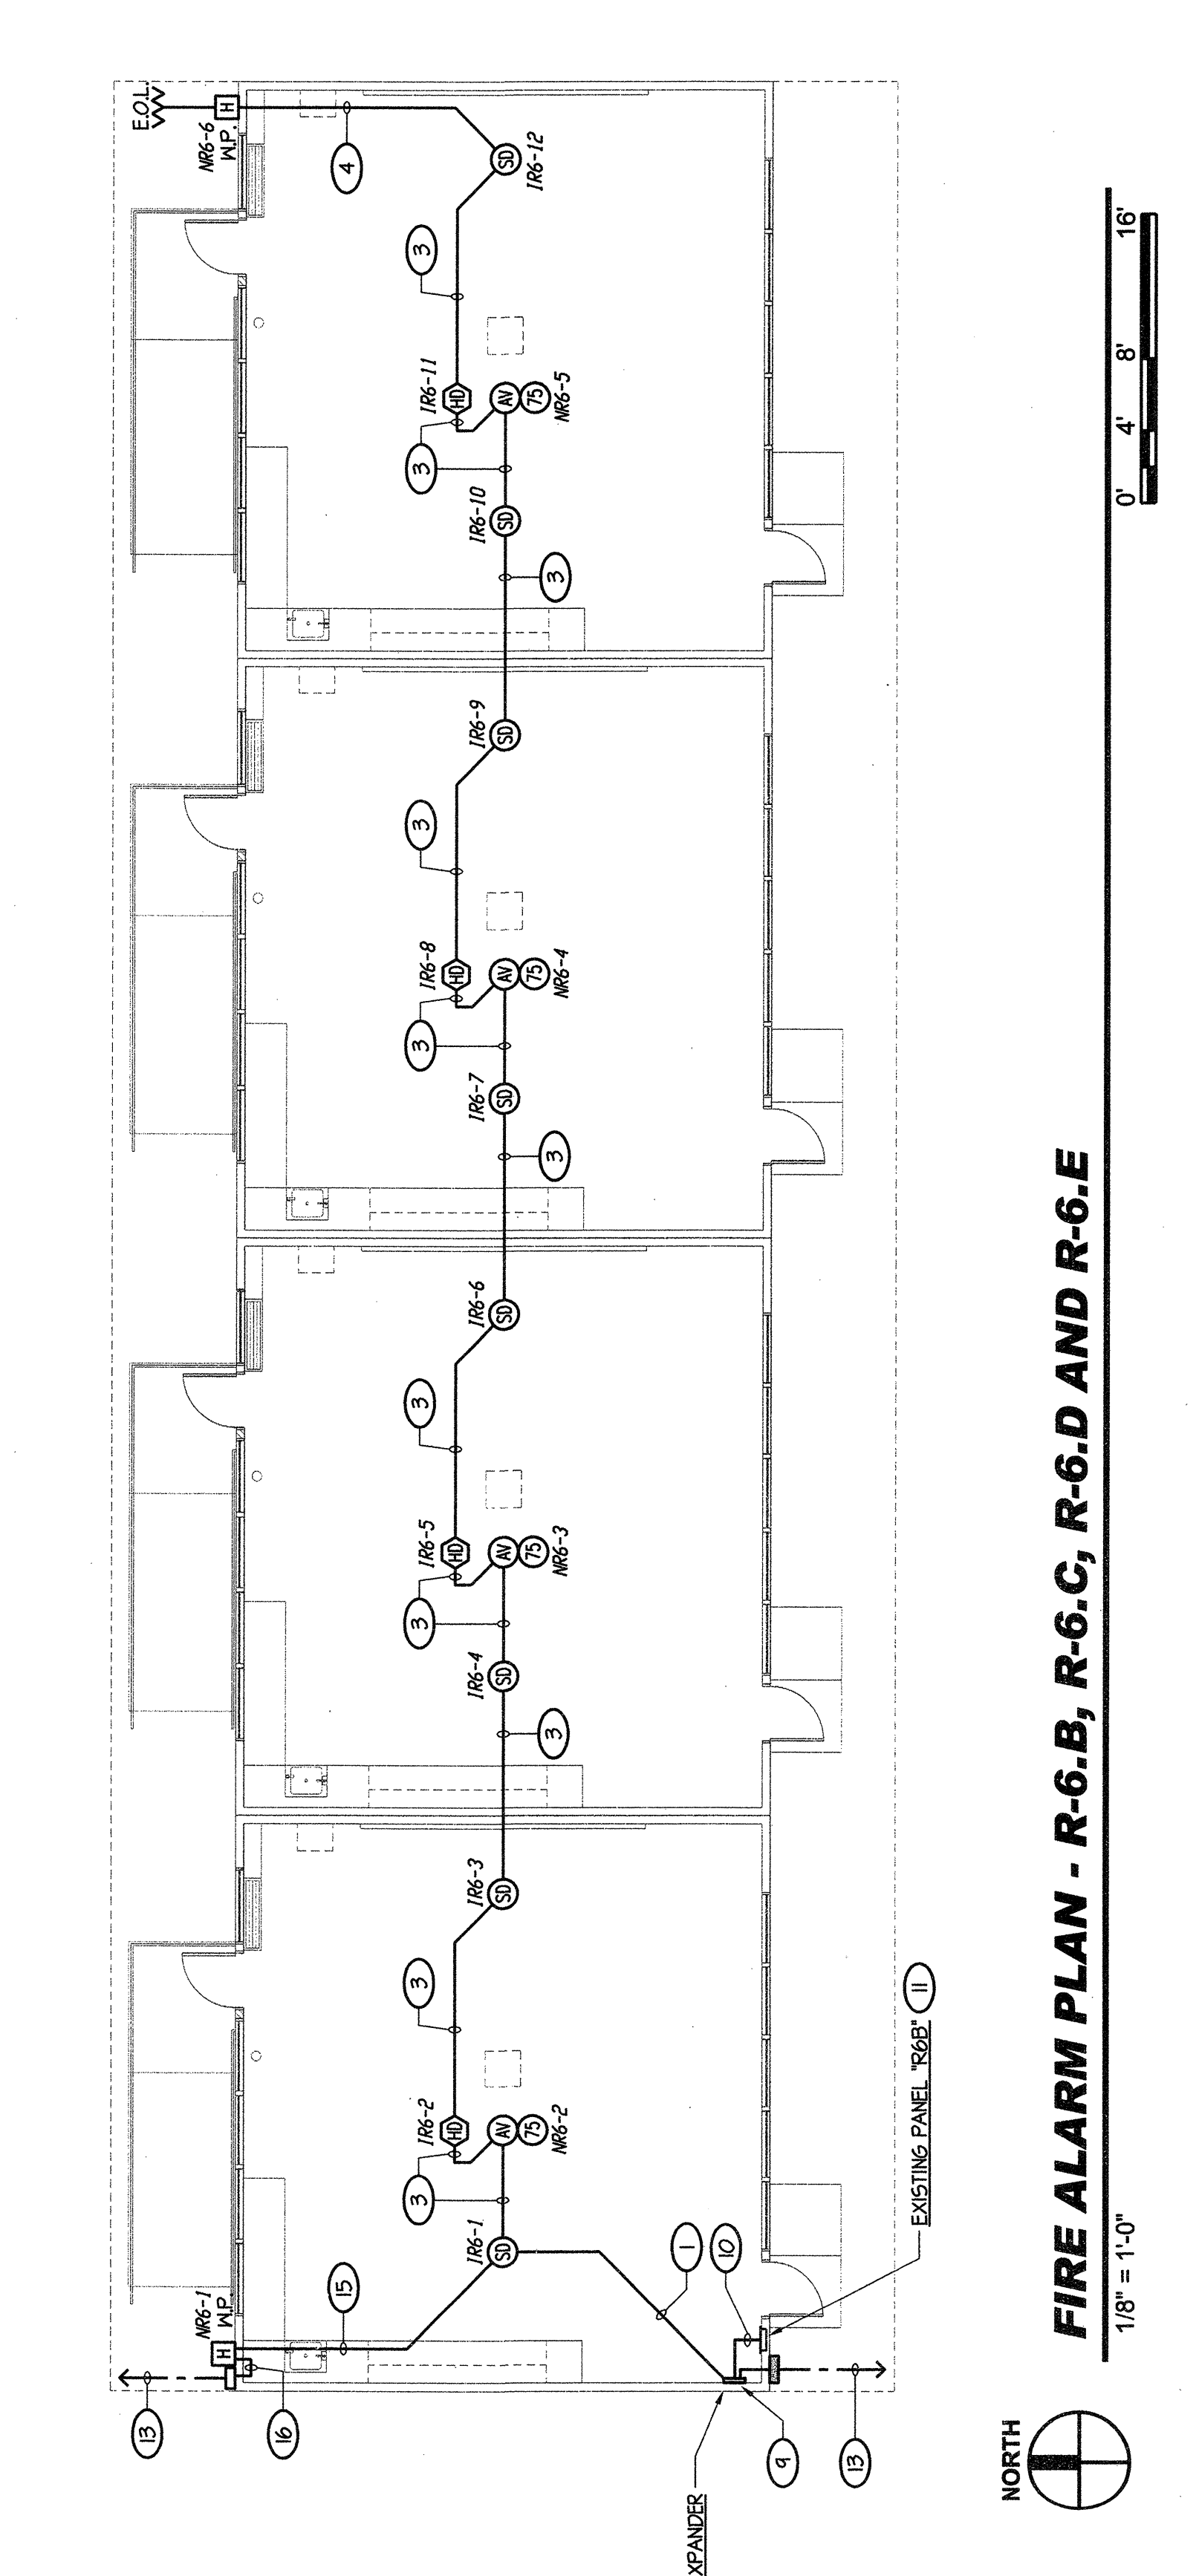 13
NR6-1
W.P.
H
16
15
IR6-1
SD
1
10
9
13
XPANDER
EXISTING PANEL "R6B"
11
3
IR6-2
HD
AV
75
NR6-2
3
IR6-3
SD
3
IR6-4
SD
3
IR6-5
HD
AV
75
NR6-3
3
IR6-6
SD
3
IR6-7
SD
3
IR6-8
HD
AV
75
NR6-4
3
IR6-9
SD
3
IR6-10
SD
3
IR6-11
HD
AV
75
NR6-5
3
IR6-12
SD
4
E.O.L.
NR6-6
W.P.
H
NORTH
FIRE ALARM PLAN - R-6.B, R-6.C, R-6.D AND R-6.E
1/8" = 1'-0"
0' 4' 8' 16'